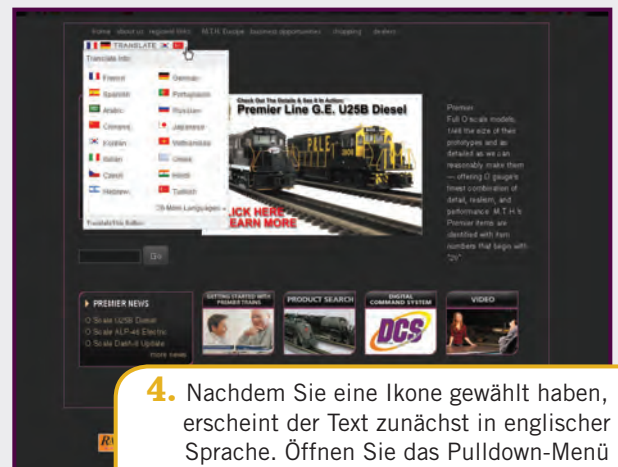 home about us regional links M.T.H. Europe business opportunities shopping dealers
TRANSLATE
Translate Into:
French German
Spanish Portuguese
Arabic Russian
Chinese Japanese
Korean Vietnamese
Italian Greek
Czech Hindi
Hebrew Turkish
More Languages
Check Out The Details & See It In Action:
Premier Line G.E. U25B Diesel
P&LE
CLICK HERE
LEARN MORE
Premier
Full O scale models,
the size of their
prototypes and as
detailed as we can
reasonably make them
— offering O gauge's
finest combination of
detail, realism, and
performance. M.T.H.'s
Premier items are
identified with item
numbers that begin with
"20".
Go
PREMIER NEWS
O Scale U25B Diesel
O Scale ALP-46 Electric
O Scale Dash-8 Update
more news
GETTING STARTED WITH
PREMIER TRAINS
PRODUCT SEARCH
DIGITAL
COMMAND SYSTEM
DCS
VIDEO
4. Nachdem Sie eine Ikone gewählt haben,
erscheint der Text zunächst in englischer
Sprache. Öffnen Sie das Pulldown-Menü